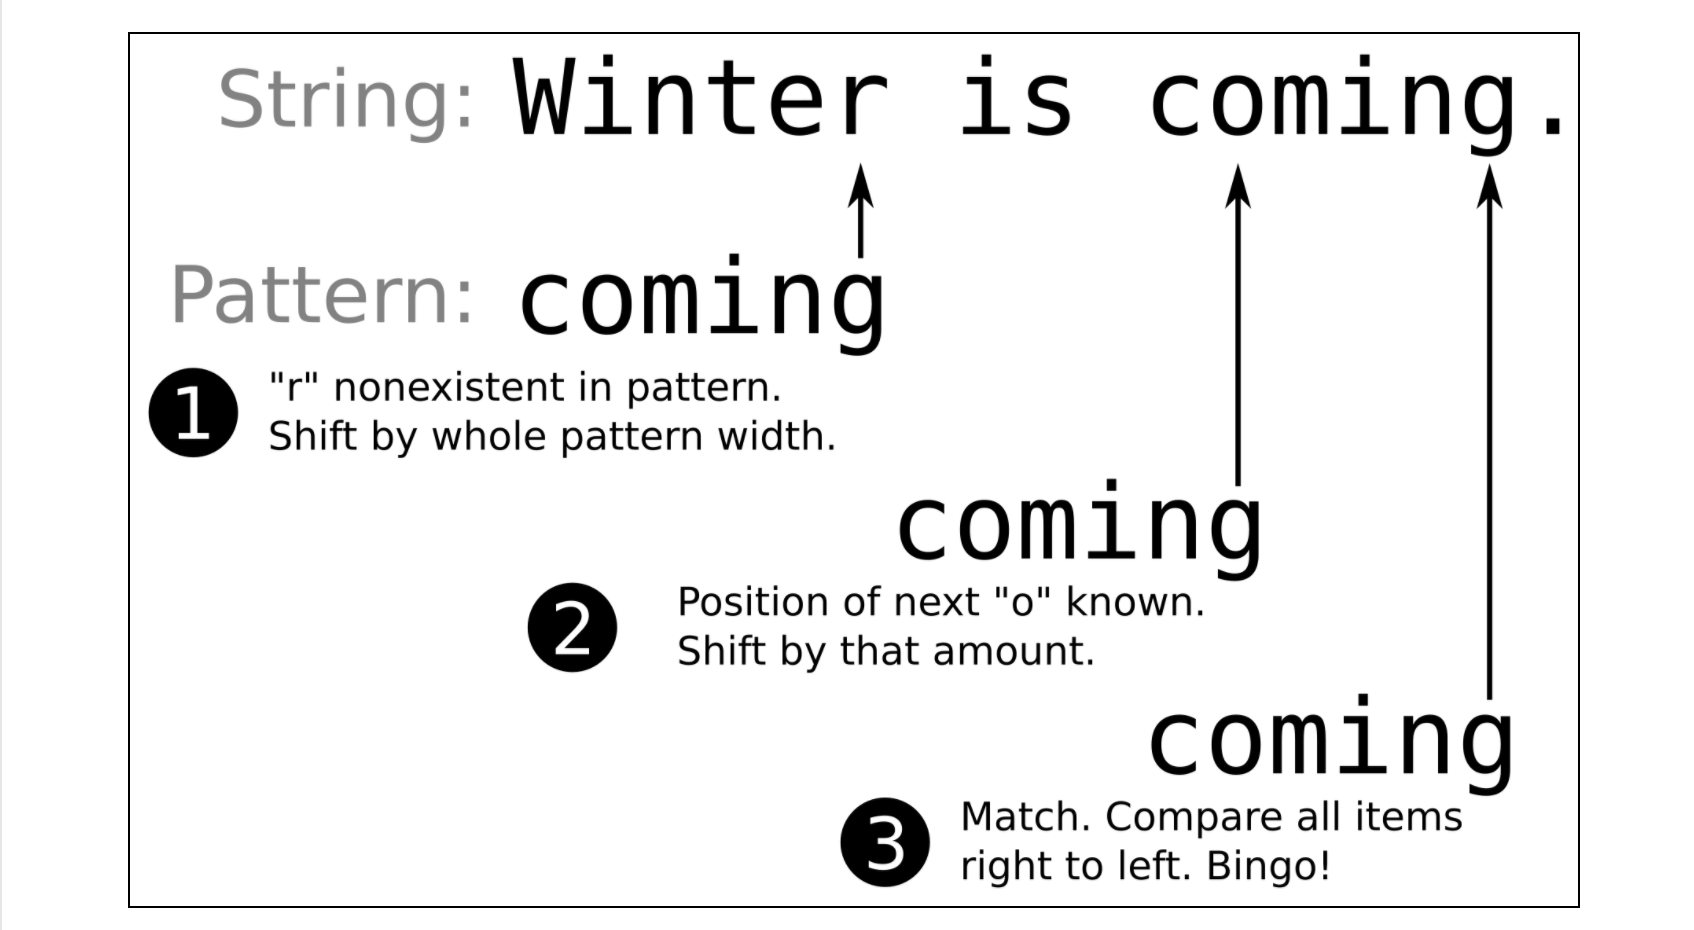 String: Winter is coming.
Pattern: coming
1 "r" nonexistent in pattern.
Shift by whole pattern width.
coming
2 Position of next "o" known.
Shift by that amount.
coming
3 Match. Compare all items
right to left. Bingo!